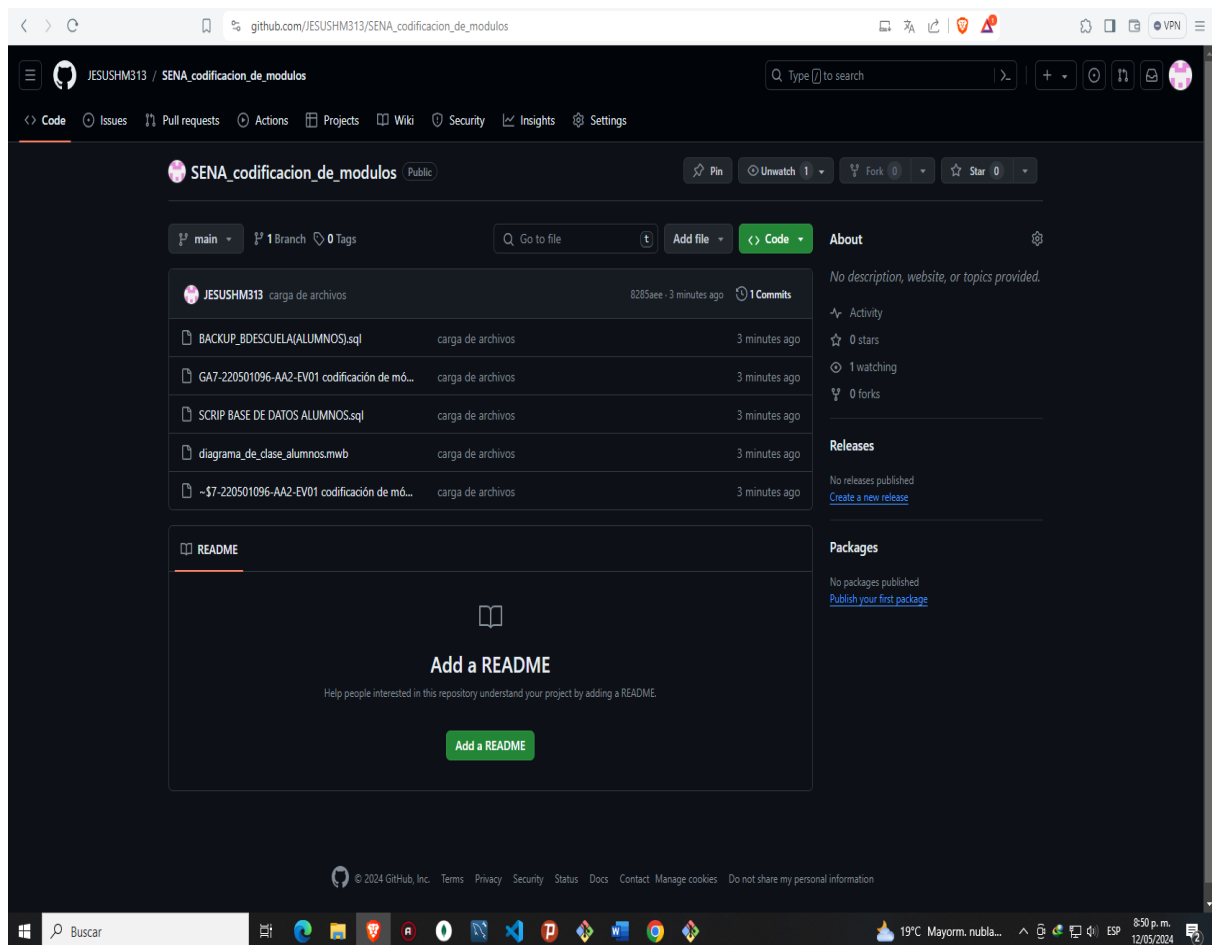 github.com/JESUSHM313/SENA_codificacion_de_modulos
VPN
JESUSHM313 / SENA_codificacion_de_modulos
Type / to search
Code Issues Pull requests Actions Projects Wiki Security Insights Settings
SENA_codificacion_de_modulos Public
Pin Unwatch 1 Fork 0 Star 0
main 1 Branch 0 Tags Go to file t Add file Code
About
No description, website, or topics provided.
JESUSHM313 carga de archivos 8285aee · 3 minutes ago 1 Commits
Activity
BACKUP_BDESCUELA(ALUMNOS).sql carga de archivos 3 minutes ago
0 stars
1 watching
GA7-220501096-AA2-EV01 codificación de mó... carga de archivos 3 minutes ago
0 forks
SCRIP BASE DE DATOS ALUMNOS.sql carga de archivos 3 minutes ago
diagrama_de_clase_alumnos.mwb carga de archivos 3 minutes ago
~$7-220501096-AA2-EV01 codificación de mó... carga de archivos 3 minutes ago
Releases
No releases published
Create a new release
Packages
No packages published
Publish your first package
README
Add a README
Help people interested in this repository understand your project by adding a README.
Add a README
© 2024 GitHub, Inc. Terms Privacy Security Status Docs Contact Manage cookies Do not share my personal information
Buscar
19°C Mayorm. nubla...
ESP
8:50 p. m.
12/05/2024
2